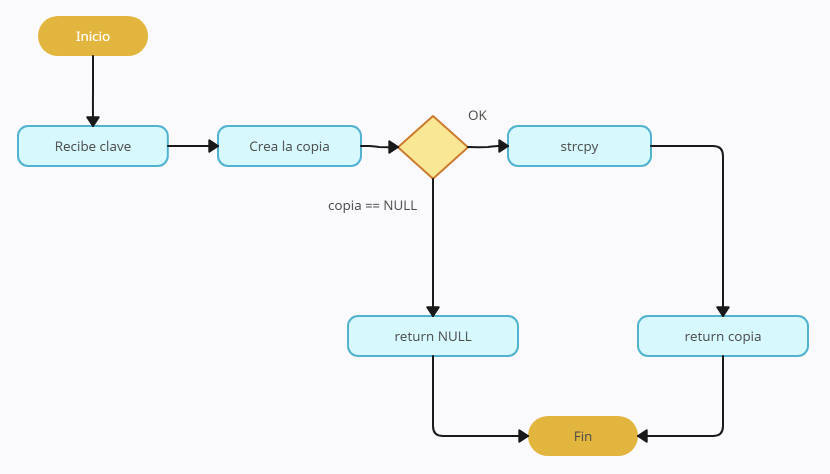 Inicio
OK
Recibe clave
Crea la copia
strcpy
copia == NULL
return NULL
return copia
Fin